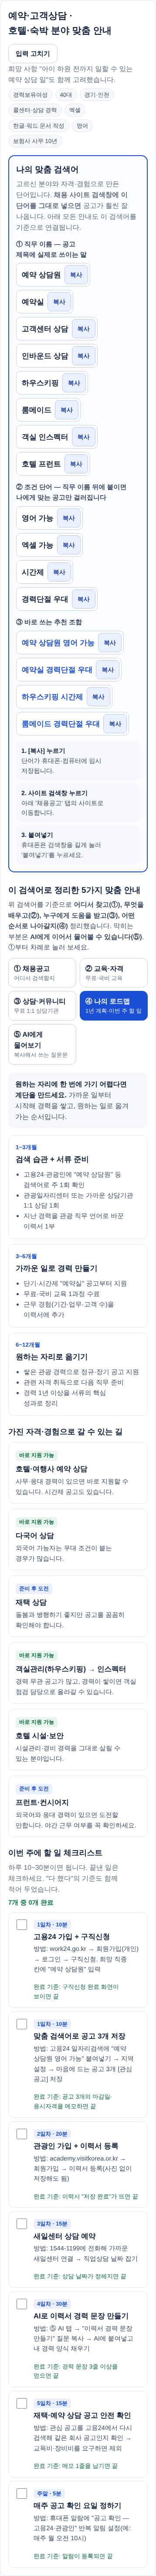 예약·고객상담 ·
호텔·숙박 분야 맞춤 안내
입력 고치기
희망 사항 "아이 하원 전까지 일할 수 있는
예약 상담 일"도 함께 고려했습니다.
경력보유여성
40대
경기·인천
콜센터·상담 경력
엑셀
한글·워드 문서 작성
영어
보험사 사무 10년
나의 맞춤 검색어
고르신 분야와 자격·경험으로 만든
단어입니다. 채용 사이트 검색창에 이
단어를 그대로 넣으면 공고가 훨씬 잘
나옵니다. 아래 모든 안내도 이 검색어를
기준으로 연결됩니다.
① 직무 이름 — 공고
제목에 실제로 쓰이는 말
예약 상담원 복사
예약실 복사
고객센터 상담 복사
인바운드 상담 복사
하우스키핑 복사
룸메이드 복사
객실 인스펙터 복사
호텔 프런트 복사
② 조건 단어 — 직무 이름 뒤에 붙이면
나에게 맞는 공고만 걸러집니다
영어 가능 복사
엑셀 가능 복사
시간제 복사
경력단절 우대 복사
③ 바로 쓰는 추천 조합
예약 상담원 영어 가능 복사
예약실 경력단절 우대 복사
하우스키핑 시간제 복사
룸메이드 경력단절 우대 복사
1. [복사] 누르기
단어가 휴대폰·컴퓨터에 임시
저장됩니다.
2. 사이트 검색창 누르기
아래 '채용공고' 탭의 사이트로
이동합니다.
3. 붙여넣기
휴대폰은 검색창을 길게 눌러
'붙여넣기'를 누르세요.
이 검색어로 정리한 5가지 맞춤 안내
위 검색어를 기준으로 어디서 찾고(①), 무엇을
배우고(②), 누구에게 도움을 받고(③), 어떤
순서로 나아갈지(④) 정리했습니다. 막히는
부분은 AI에게 이어서 물어볼 수 있습니다(⑤).
①부터 차례로 눌러 보세요.
① 채용공고
어디서 검색할지
② 교육·자격
무료·국비 교육
③ 상담·커뮤니티
무료 1:1 상담기관
④ 나의 로드맵
1년 계획·이번 주 할 일
⑤ AI에게
물어보기
복사해서 쓰는 질문문
원하는 자리에 한 번에 가기 어렵다면
계단을 만드세요. 가까운 일부터
시작해 경력을 쌓고, 원하는 일로 옮겨
가는 순서입니다.
1~3개월
검색 습관 + 서류 준비
고용24·관광인에서 "예약 상담원" 등
검색어로 주 1회 확인
관광일자리센터 또는 가까운 상담기관
1:1 상담 1회
지난 경력을 관광 직무 언어로 바꾼
이력서 1부
3~6개월
가까운 일로 경력 만들기
단기·시간제 "예약실" 공고부터 지원
무료·국비 교육 1과정 수료
근무 경험(기간·업무·고객 수)을
이력서에 추가
6~12개월
원하는 자리로 옮기기
쌓은 관광 경력으로 정규·장기 공고 지원
관련 자격 취득으로 다음 직무 준비
경력 1년 이상을 서류의 핵심
성과로 정리
가진 자격·경험으로 갈 수 있는 길
바로 지원 가능
호텔·여행사 예약 상담
사무·응대 경력이 있으면 바로 지원할 수
있습니다. 시간제 공고도 있습니다.
바로 지원 가능
다국어 상담
외국어 가능자는 우대 조건이 붙는
경우가 많습니다.
준비 후 도전
재택 상담
돌봄과 병행하기 좋지만 공고를 꼼꼼히
확인해야 합니다.
바로 지원 가능
객실관리(하우스키핑) → 인스펙터
경력 무관 공고가 많고, 경력이 쌓이면 객실
점검 담당으로 올라갈 수 있습니다.
바로 지원 가능
호텔 시설·보안
시설관리·경비 경력을 그대로 살릴 수
있는 분야입니다.
준비 후 도전
프런트·컨시어지
외국어와 응대 경력이 있으면 도전할
만합니다. 야간 근무 여부를 꼭 확인하세요.
이번 주에 할 일 체크리스트
하루 10~30분이면 됩니다. 끝낸 일은
체크하세요. "다 했다"의 기준도 함께
적어 두었습니다.
7개 중 0개 완료
1일차 · 10분
고용24 가입 + 구직신청
방법: work24.go.kr → 회원가입(개인)
→ 로그인 → 구직신청. 희망 직종
칸에 "예약 상담원" 입력
완료 기준: 구직신청 완료 화면이
보이면 끝
1일차 · 10분
맞춤 검색어로 공고 3개 저장
방법: 고용24 일자리검색에 "예약
상담원 영어 가능" 붙여넣기 → 지역
설정 → 마음에 드는 공고 3개 [관심
공고] 저장
완료 기준: 공고 3개의 마감일·
응시자격을 메모하면 끝
2일차 · 20분
관광인 가입 + 이력서 등록
방법: academy.visitkorea.or.kr →
회원가입 → 이력서 등록(사진 없이
저장해도 됨)
완료 기준: 이력서 "저장 완료"가 뜨면 끝
3일차 · 15분
새일센터 상담 예약
방법: 1544-1199에 전화해 가까운
새일센터 연결 → 직업상담 날짜 잡기
완료 기준: 상담 날짜가 정해지면 끝
4일차 · 30분
AI로 이력서 경력 문장 만들기
방법: ⑤ AI 탭 → "이력서 경력 문장
만들기" 질문 복사 → AI에 붙여넣고
내 경력 양식 채우기
완료 기준: 경력 문장 3줄 이상을
얻으면 끝
5일차 · 15분
재택·예약 상담 공고 안전 확인
방법: 관심 공고를 고용24에서 다시
검색해 같은 회사 공고인지 확인 →
교육비·장비비를 요구하면 제외
완료 기준: 메모 1줄을 남기면 끝
주말 · 5분
매주 공고 확인 요일 정하기
방법: 휴대폰 알람에 "공고 확인 —
고용24·관광인" 반복 알림 설정(예:
매주 월 오전 10시)
완료 기준: 알람이 등록되면 끝